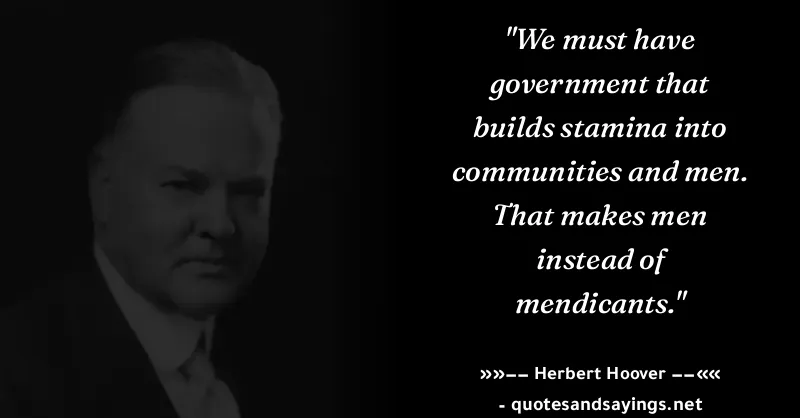 "We must have
government that
builds stamina into
communities and men.
That makes men
instead of
mendicants."
»»−− Herbert Hoover −−««
- quotesandsayings.net